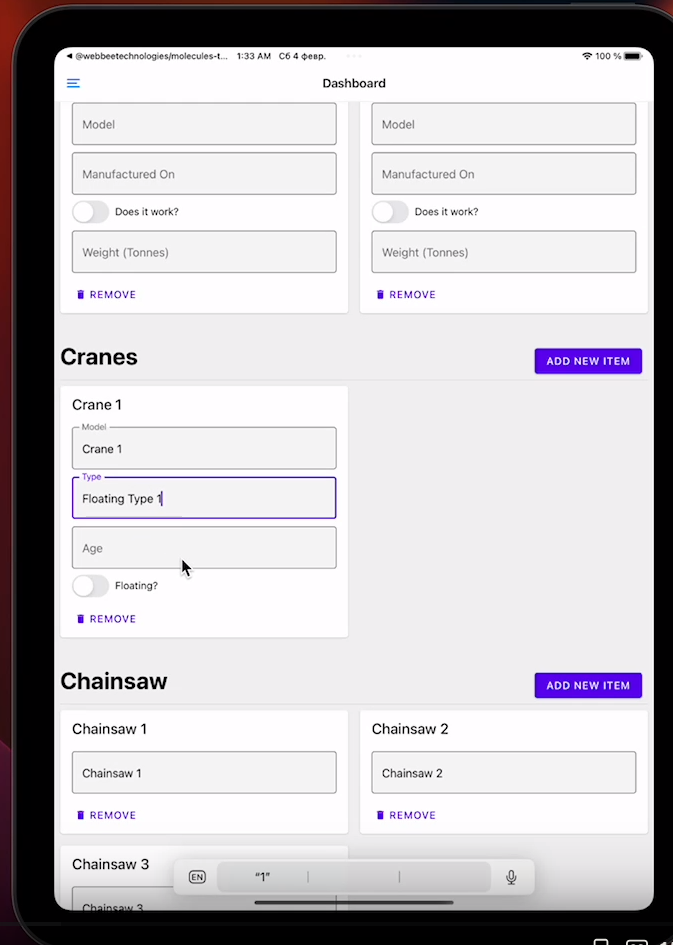 ◀ @webbeetechnologies/molecules-t... 1:33 AM Сб 4 февр. 100 %
Dashboard
Model Model
Manufactured On Manufactured On
Does it work? Does it work?
Weight (Tonnes) Weight (Tonnes)
REMOVE REMOVE
Cranes ADD NEW ITEM
Crane 1
Model
Crane 1
Type
Floating Type 1
Age
Floating?
REMOVE
Chainsaw ADD NEW ITEM
Chainsaw 1 Chainsaw 2
Chainsaw 1 Chainsaw 2
REMOVE REMOVE
Chainsaw 3
EN “1”
Chainsaw 3